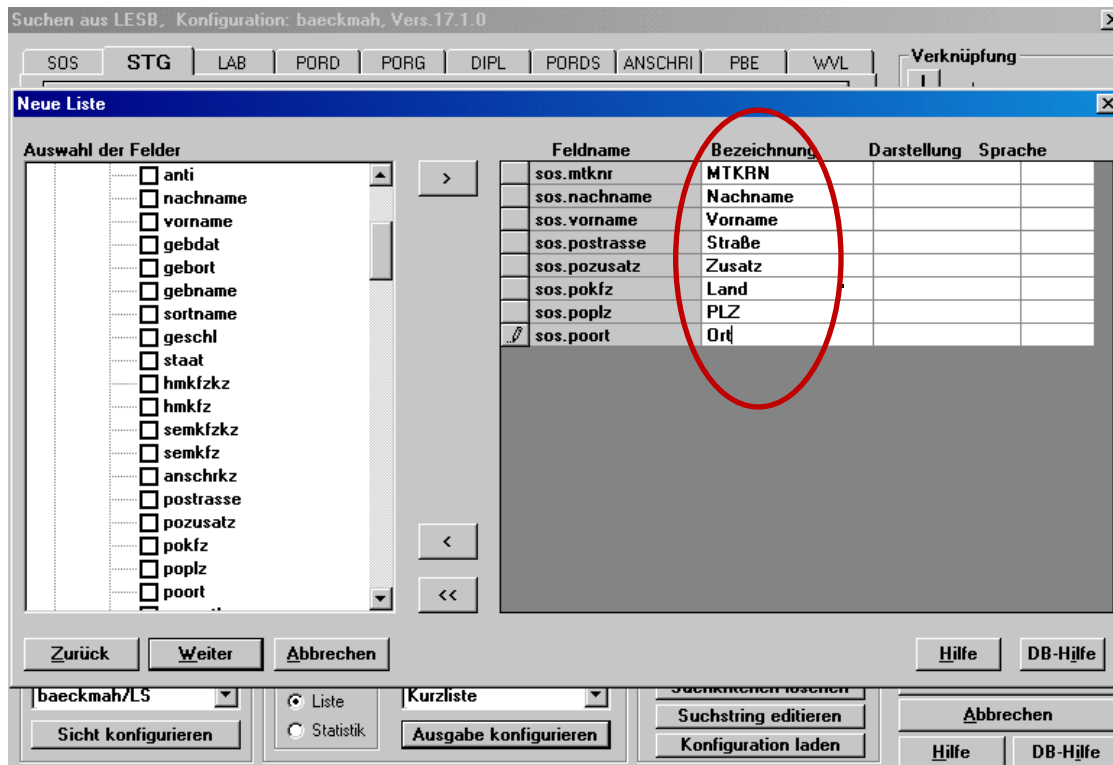 Suchen aus LESB, Konfiguration: baeckmah, Vers.17.1.0
SOS STG LAB PORD PORG DIPL PORDS ANSCHRI PBE WVL Verknüpfung
Neue Liste
Auswahl der Felder
anti
nachname
vorname
gebdat
gebort
gebname
sortname
geschl
staat
hmkfzkz
hmkfz
semkfzkz
semkfz
anschrkz
postrasse
pozusatz
pokfz
poplz
poort
>
<
<<
Feldname Bezeichnung Darstellung Sprache
sos.mtknr MTKRN
sos.nachname Nachname
sos.vorname Vorname
sos.postrasse Straße
sos.pozusatz Zusatz
sos.pokfz Land
sos.poplz PLZ
sos.poort Ort
Zurück Weiter Abbrechen Hilfe DB-Hilfe
baeckmah/LS Liste Kurzliste Suchkriterien löschen
Statistik Suchstring editieren Abbrechen
Sicht konfigurieren Ausgabe konfigurieren Konfiguration laden Hilfe DB-Hilfe